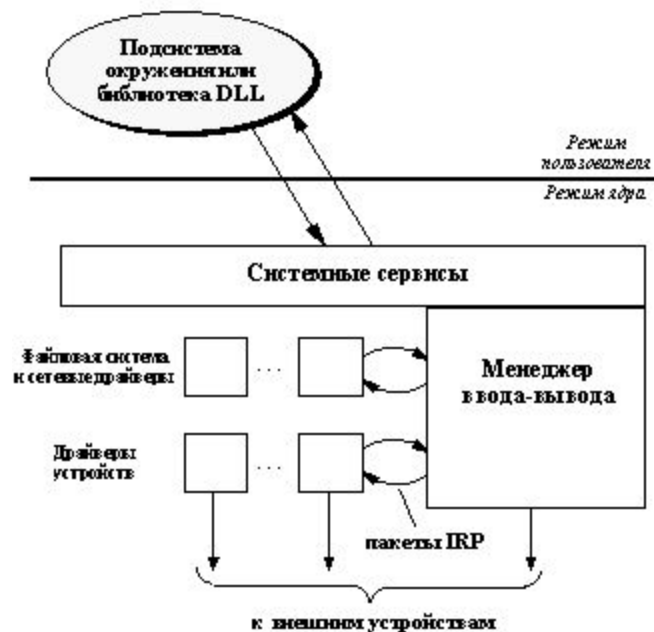 Подсистема
окружения или
библиотека DLL
Режим
пользователя
Режим ядра
Системные сервисы
Файловая система
к сетевые драйверы
...
Менеджер
ввода-вывода
Драйверы
устройств
...
пакеты IRP
к внешним устройствам